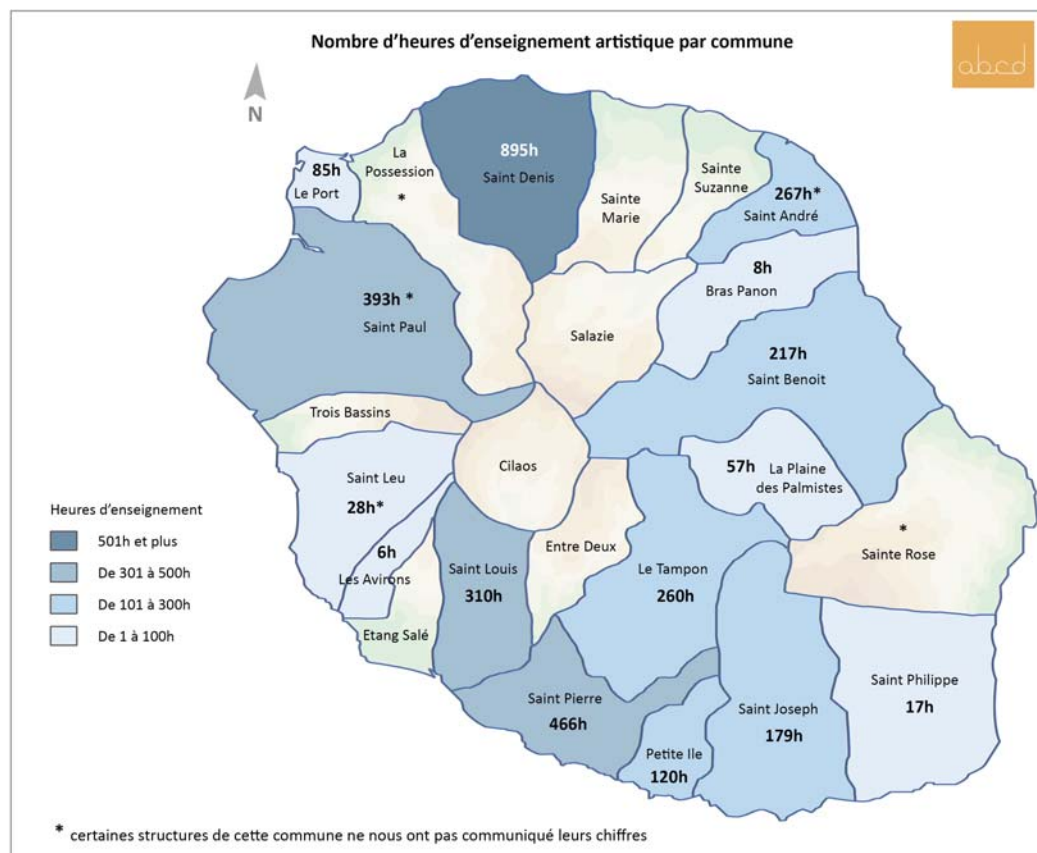 Nombre d'heures d'enseignement artistique par commune
abcd
N
895h
Saint Denis
La
Possession
*
85h
Le Port
Sainte
Marie
Sainte
Suzanne
267h*
Saint André
8h
Bras Panon
393h *
Saint Paul
Salazie
217h
Saint Benoit
Trois Bassins
Cilaos
57h
La Plaine
des Palmistes
Saint Leu
28h*
6h
Les Avirons
Etang Salé
Saint Louis
310h
Entre Deux
Le Tampon
260h
*
Sainte Rose
Saint Pierre
466h
Petite Ile
120h
Saint Joseph
179h
Saint Philippe
17h
Heures d'enseignement
501h et plus
De 301 à 500h
De 101 à 300h
De 1 à 100h
* certaines structures de cette commune ne nous ont pas communiqué leurs chiffres